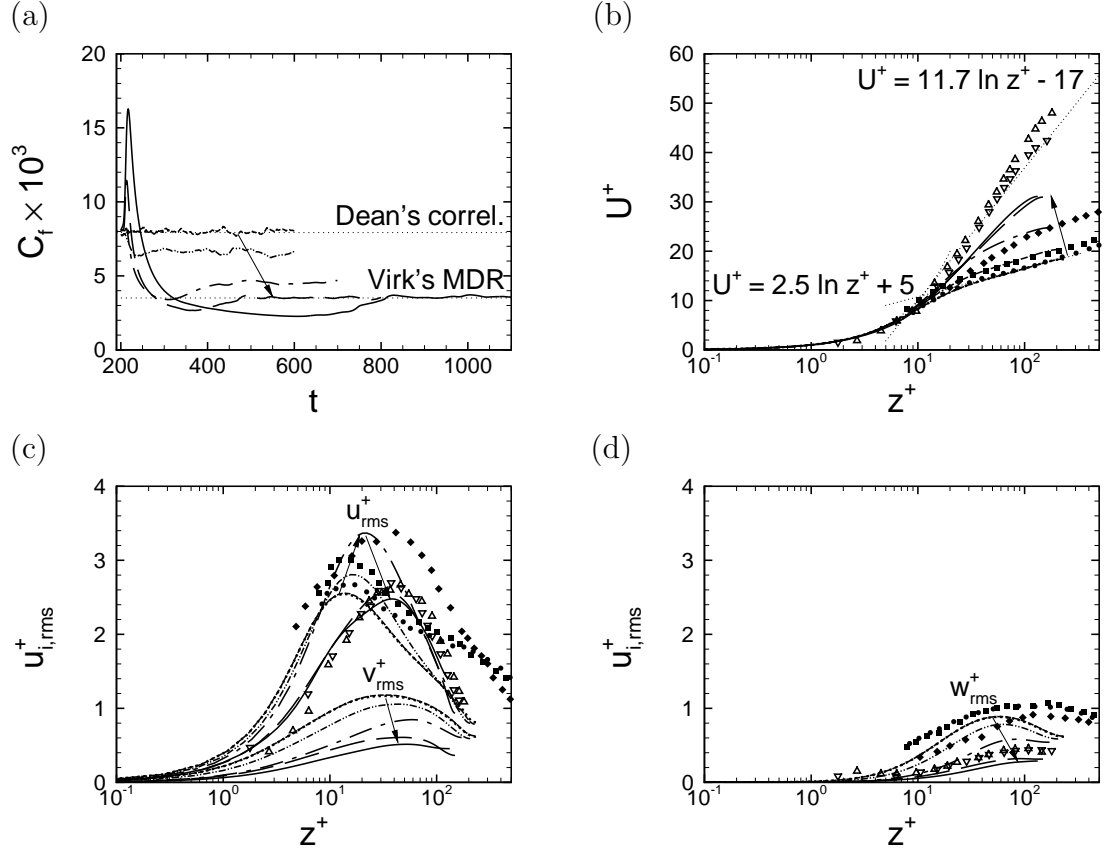 (a)
20
15
10
5
0
200 400 600 800 1000
C_f × 10^3
t
Dean's correl.
Virk's MDR
(b)
60
50
40
30
20
10
0
10^-1 10^0 10^1 10^2
U^+
z^+
U^+ = 11.7 ln z^+ - 17
U^+ = 2.5 ln z^+ + 5
(c)
4
3
2
1
0
10^-1 10^0 10^1 10^2
u^+_i,rms
z^+
u^+_rms
v^+_rms
(d)
4
3
2
1
0
10^-1 10^0 10^1 10^2
u^+_i,rms
z^+
w^+_rms